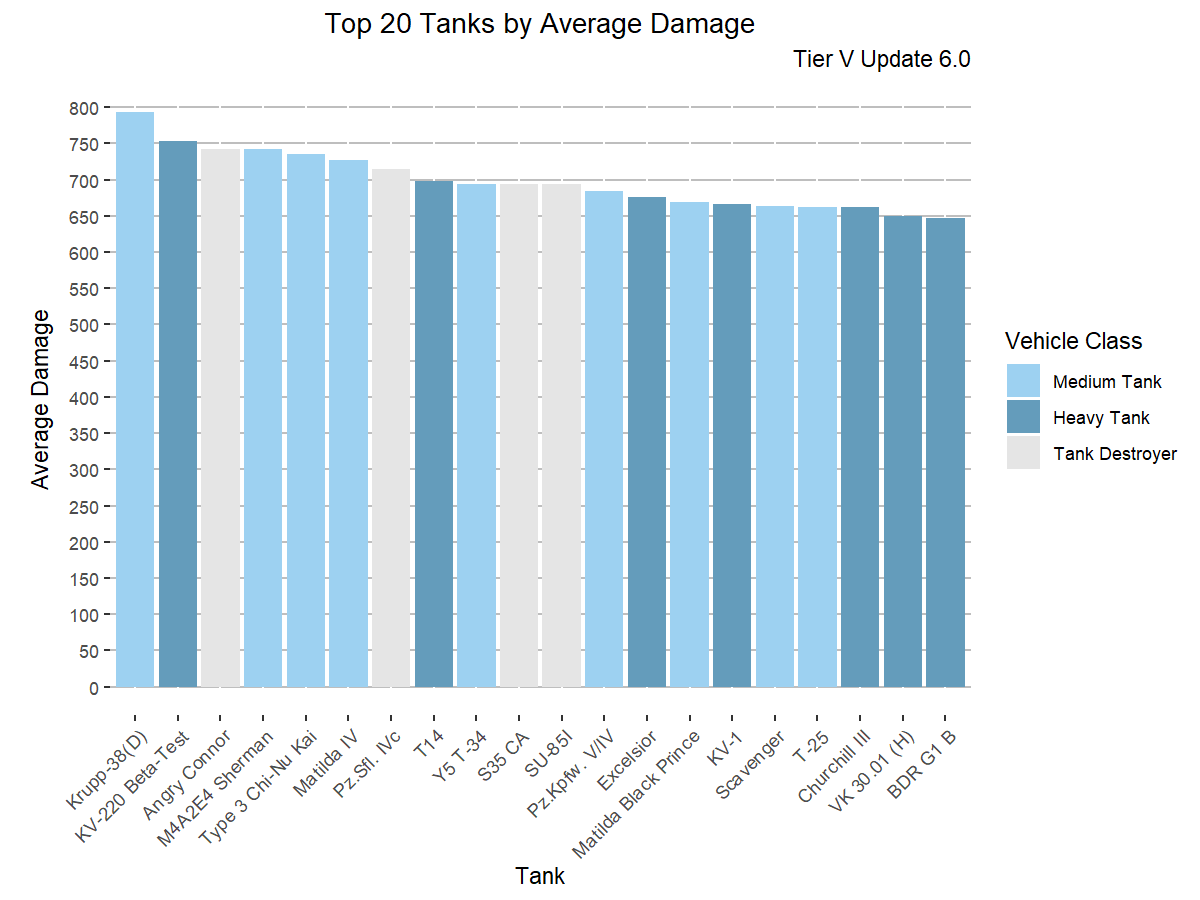 Top 20 Tanks by Average Damage
Tier V Update 6.0
Average Damage
800
750
700
650
600
550
500
450
400
350
300
250
200
150
100
50
0
Krupp-38(D)
KV-220 Beta-Test
Angry Connor
M4A2E4 Sherman
Type 3 Chi-Nu Kai
Matilda IV
Pz.Sfl. IVc
T14
Y5 T-34
S35 CA
SU-85I
Pz.Kpfw. V/IV
Excelsior
Matilda Black Prince
KV-1
Scavenger
T-25
Churchill III
VK 30.01 (H)
BDR G1 B
Tank
Vehicle Class
Medium Tank
Heavy Tank
Tank Destroyer